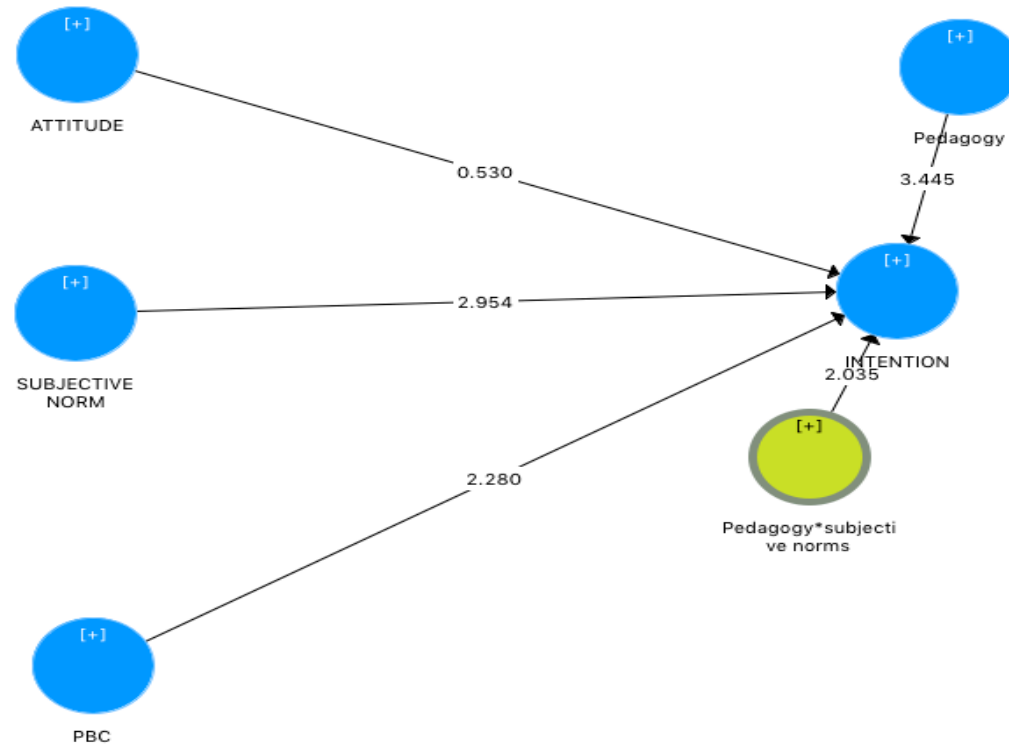 [+]
ATTITUDE
[+]
Pedagogy
0.530
3.445
[+]
SUBJECTIVE
NORM
2.954
[+]
INTENTION
2.035
[+]
Pedagogy*subjecti
ve norms
2.280
[+]
PBC